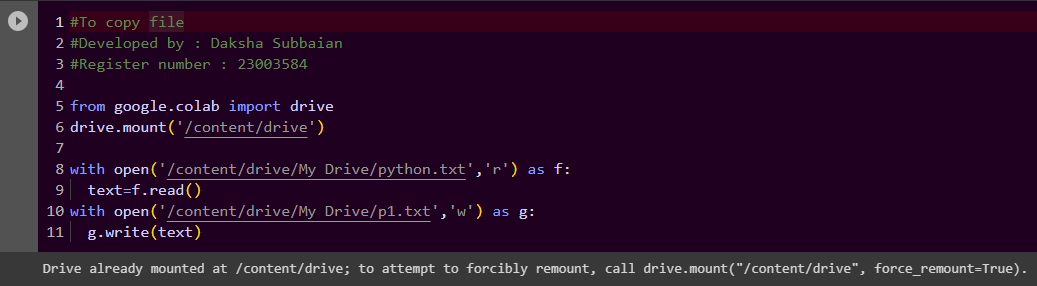 1 #To copy file
2 #Developed by : Daksha Subbaian
3 #Register number : 23003584
4
5 from google.colab import drive
6 drive.mount('/content/drive')
7
8 with open('/content/drive/My Drive/python.txt','r') as f:
9   text=f.read()
10 with open('/content/drive/My Drive/p1.txt','w') as g:
11   g.write(text)
Drive already mounted at /content/drive; to attempt to forcibly remount, call drive.mount("/content/drive", force_remount=True).